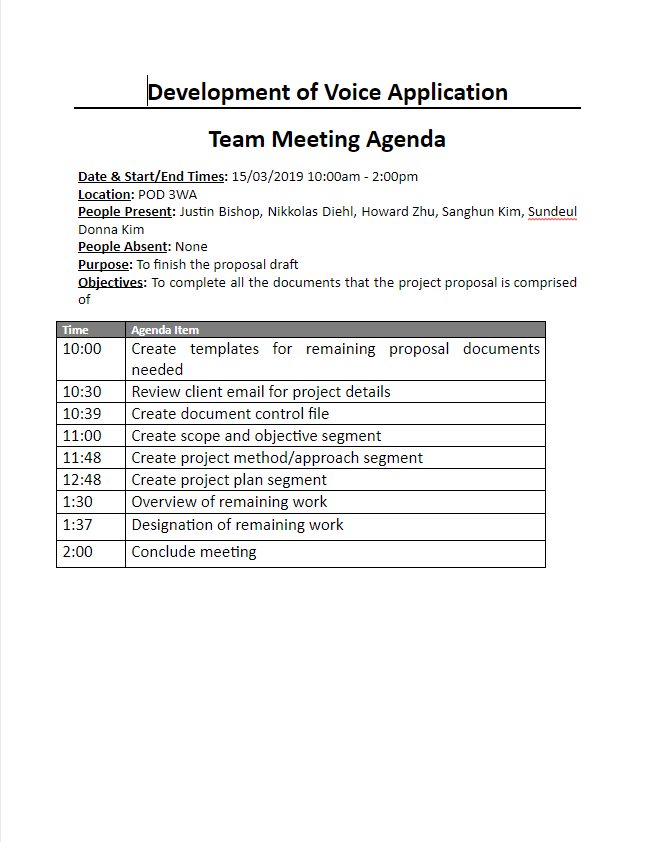 Development of Voice Application
Team Meeting Agenda
Date & Start/End Times: 15/03/2019 10:00am - 2:00pm
Location: POD 3WA
People Present: Justin Bishop, Nikkolas Diehl, Howard Zhu, Sanghun Kim, Sundeul
Donna Kim
People Absent: None
Purpose: To finish the proposal draft
Objectives: To complete all the documents that the project proposal is comprised
of
Time Agenda Item
10:00 Create templates for remaining proposal documents
needed
10:30 Review client email for project details
10:39 Create document control file
11:00 Create scope and objective segment
11:48 Create project method/approach segment
12:48 Create project plan segment
1:30 Overview of remaining work
1:37 Designation of remaining work
2:00 Conclude meeting